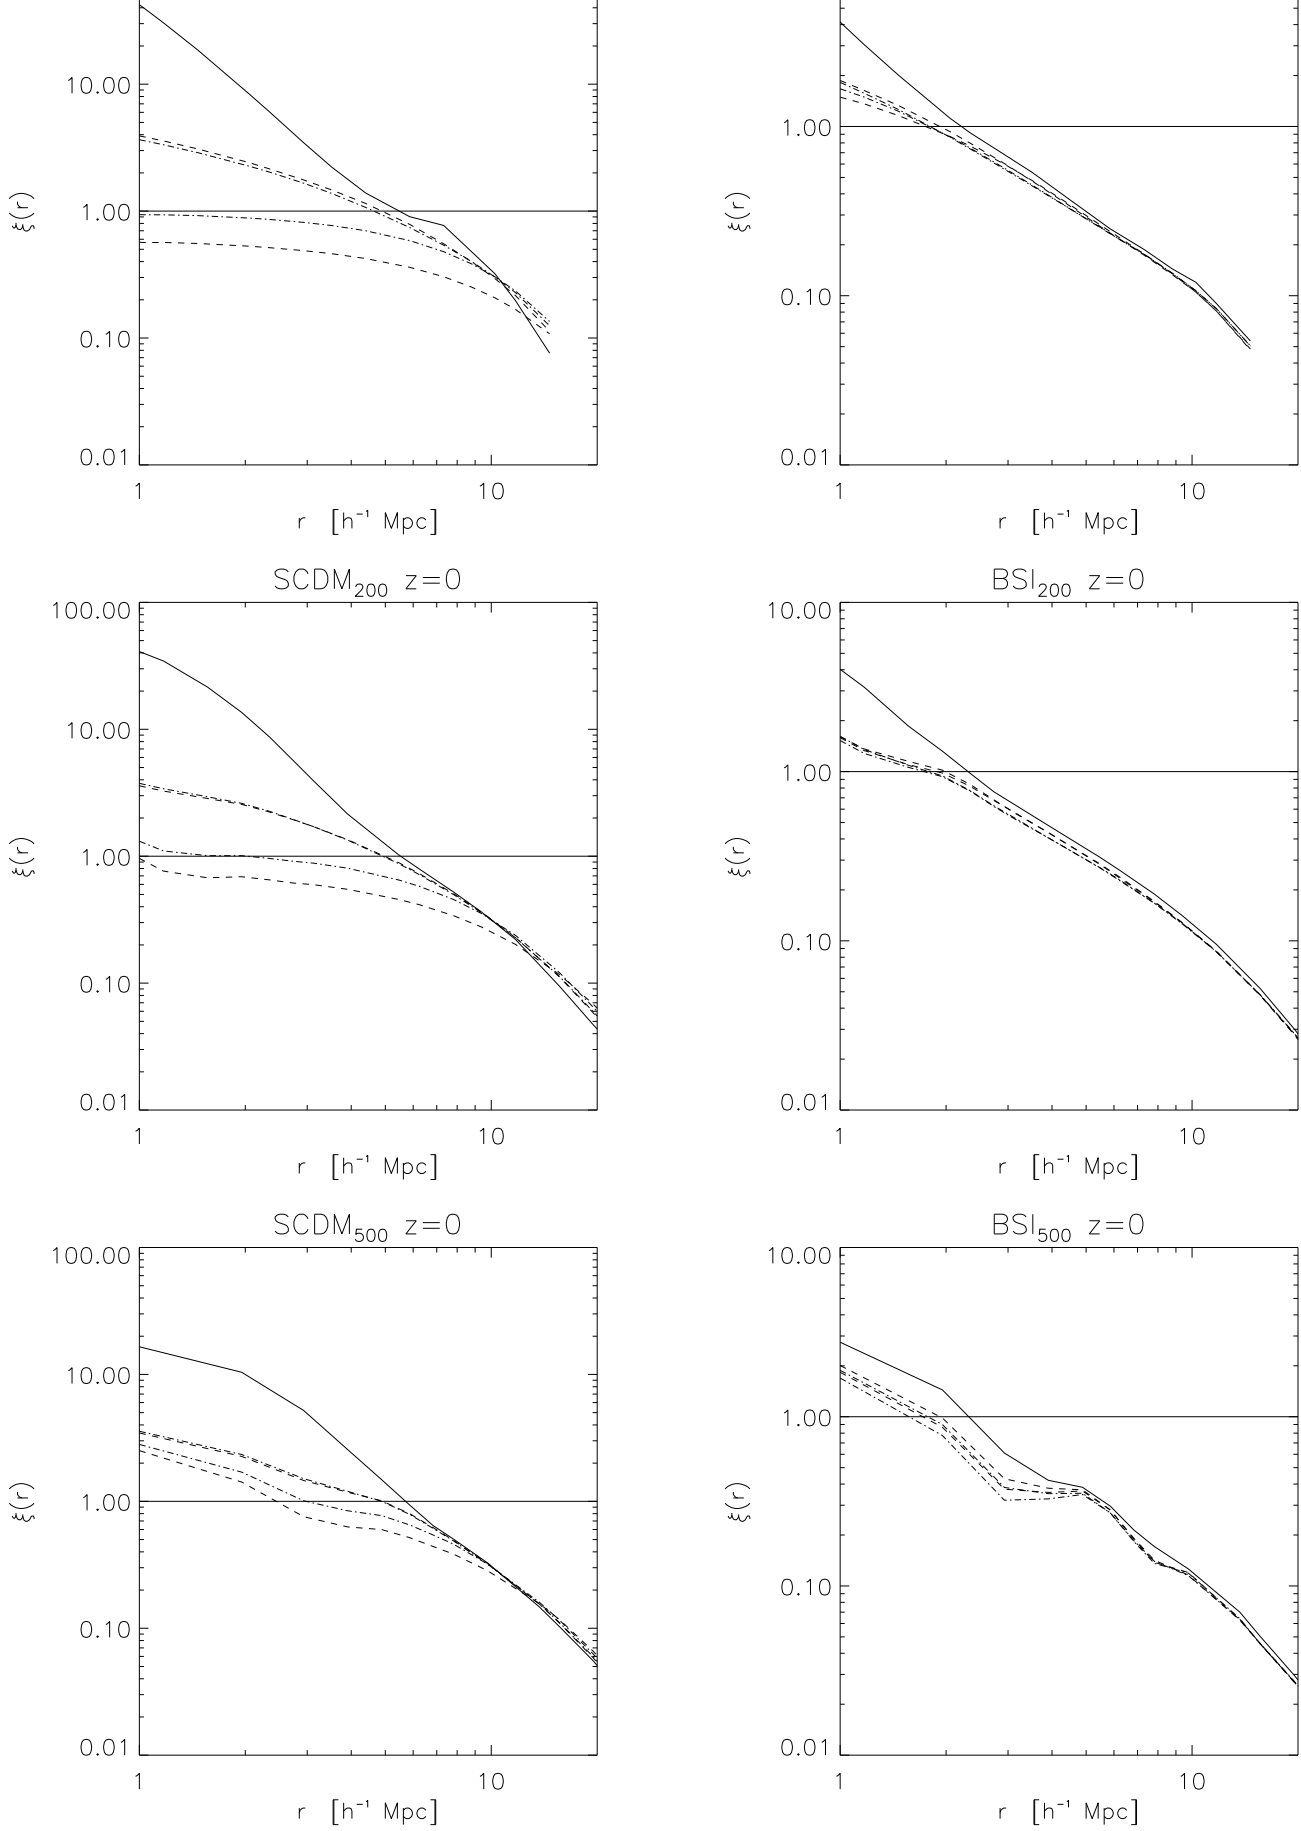 10.00
1.00
0.10
0.01
ξ(r)
1 10
r [h⁻¹ Mpc]
1.00
0.10
0.01
ξ(r)
1 10
r [h⁻¹ Mpc]
SCDM₂₀₀ z=0
100.00
10.00
1.00
0.10
0.01
ξ(r)
1 10
r [h⁻¹ Mpc]
BSI₂₀₀ z=0
10.00
1.00
0.10
0.01
ξ(r)
1 10
r [h⁻¹ Mpc]
SCDM₅₀₀ z=0
100.00
10.00
1.00
0.10
0.01
ξ(r)
1 10
r [h⁻¹ Mpc]
BSI₅₀₀ z=0
10.00
1.00
0.10
0.01
ξ(r)
1 10
r [h⁻¹ Mpc]